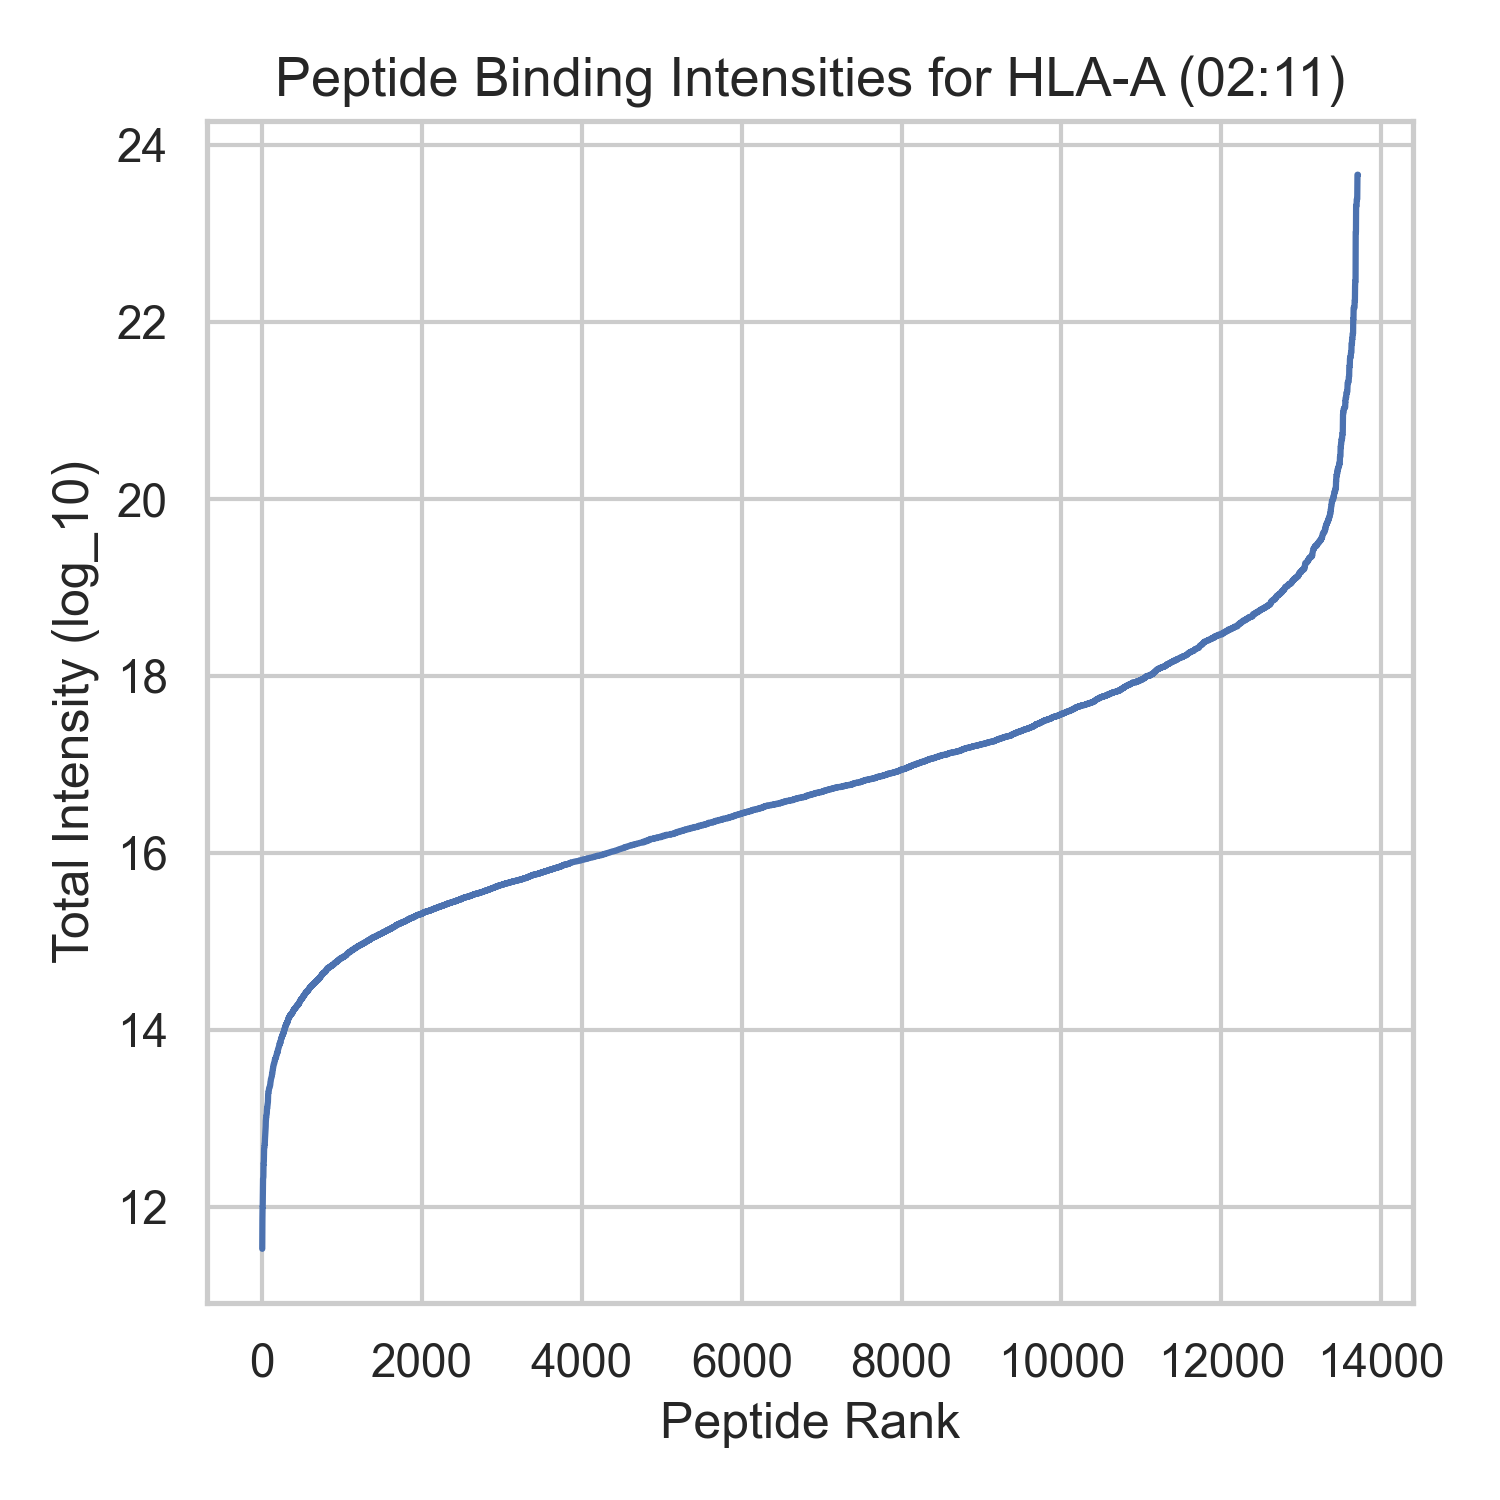 Peptide Binding Intensities for HLA-A (02:11)
24
22
20
18
16
14
12
Total Intensity (log_10)
0 2000 4000 6000 8000 10000 12000 14000
Peptide Rank